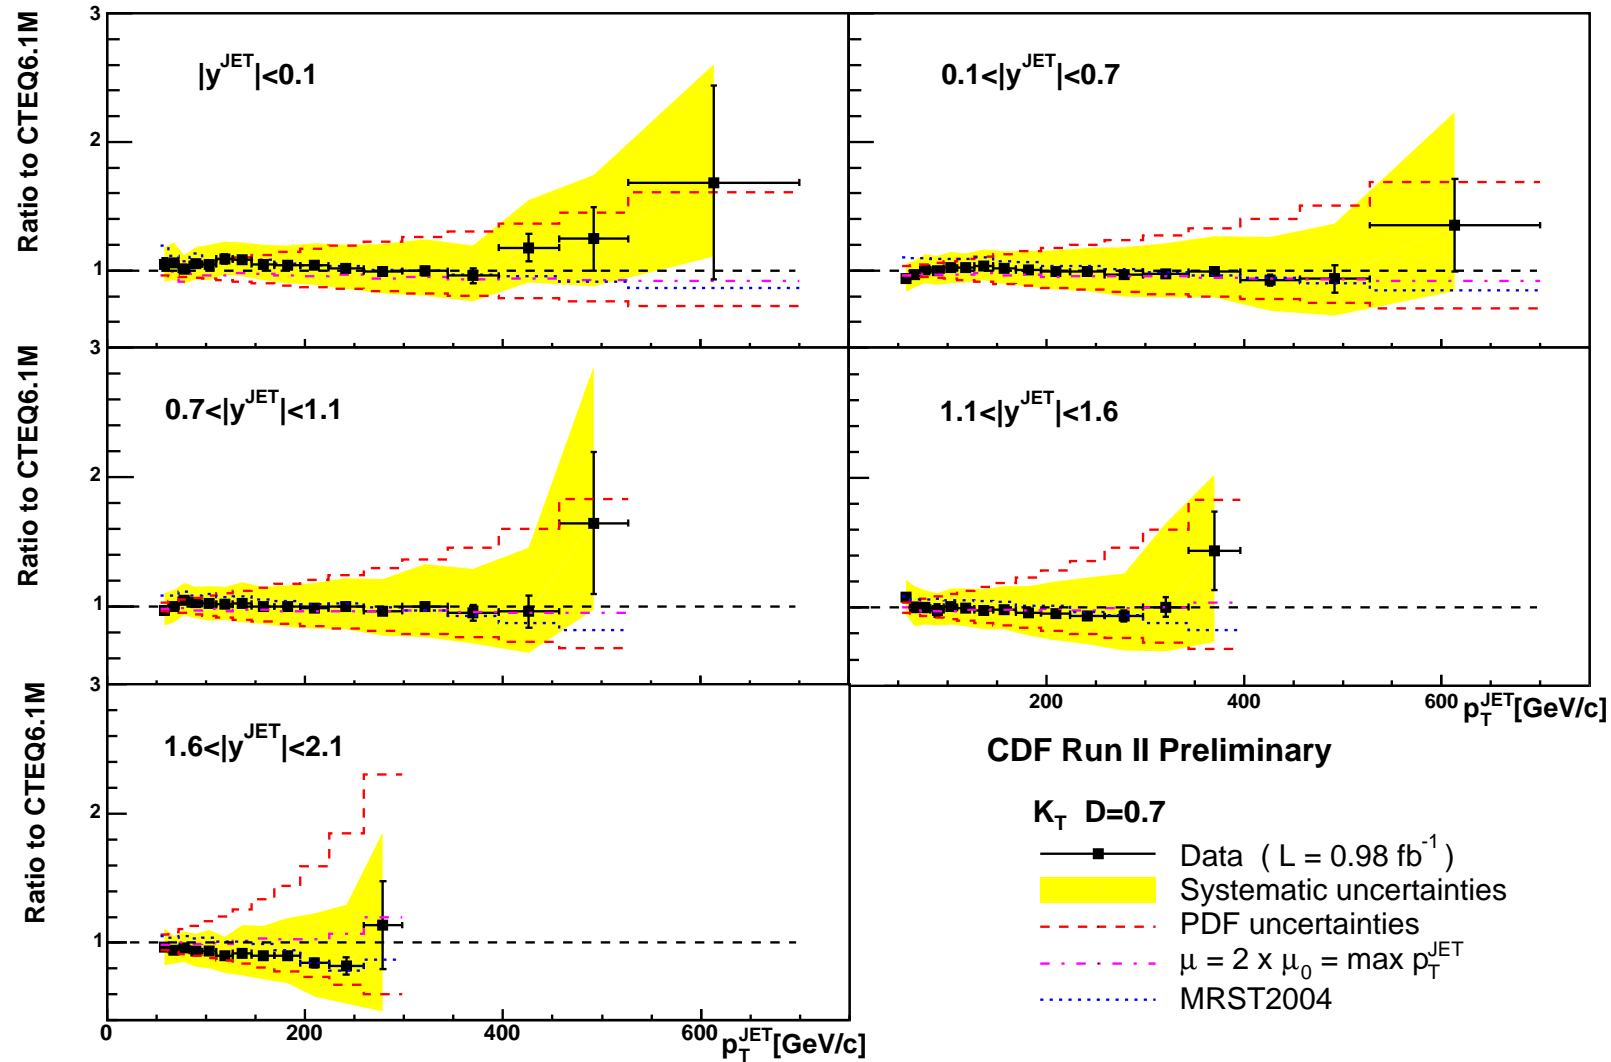 3
Ratio to CTEQ6.1M
|y^JET|<0.1
0.1<|y^JET|<0.7
2
1
3
Ratio to CTEQ6.1M
0.7<|y^JET|<1.1
1.1<|y^JET|<1.6
2
1
3
200 400 600
p_T^JET[GeV/c]
Ratio to CTEQ6.1M
1.6<|y^JET|<2.1
2
1
0 200 400 600
p_T^JET[GeV/c]
CDF Run II Preliminary
K_T D=0.7
Data ( L = 0.98 fb^-1)
Systematic uncertainties
PDF uncertainties
μ = 2 x μ_0 = max p_T^JET
MRST2004